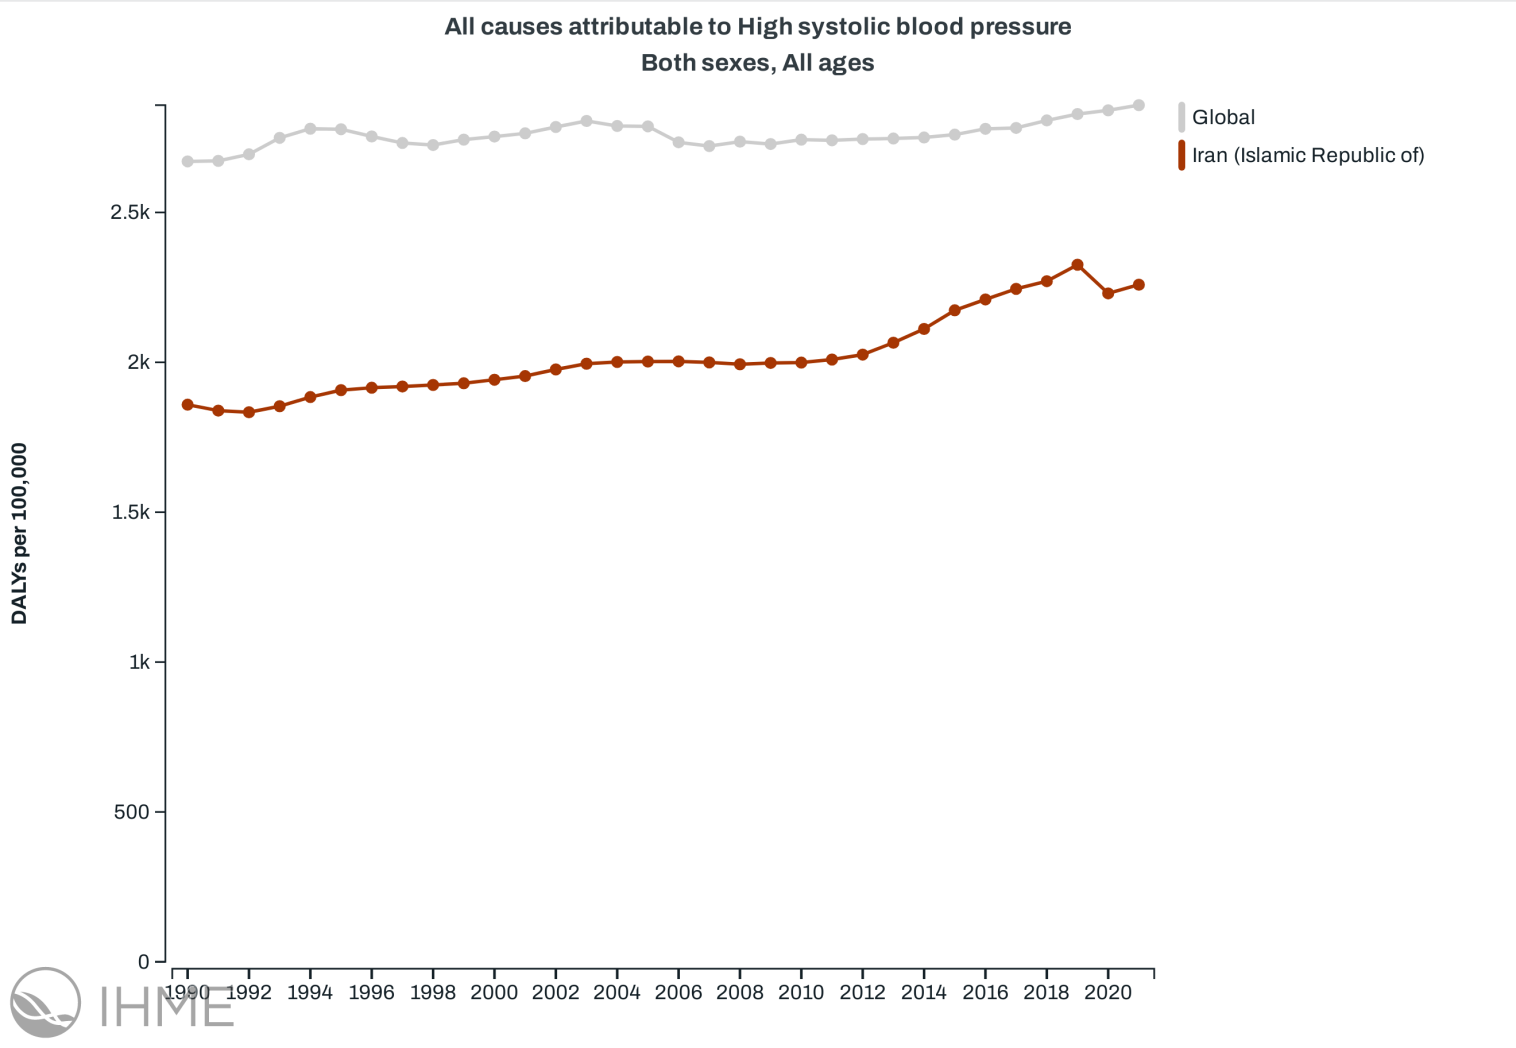 All causes attributable to High systolic blood pressure
Both sexes, All ages
Global
Iran (Islamic Republic of)
2.5k
2k
1.5k
1k
500
0
DALYs per 100,000
1990 1992 1994 1996 1998 2000 2002 2004 2006 2008 2010 2012 2014 2016 2018 2020
IHME